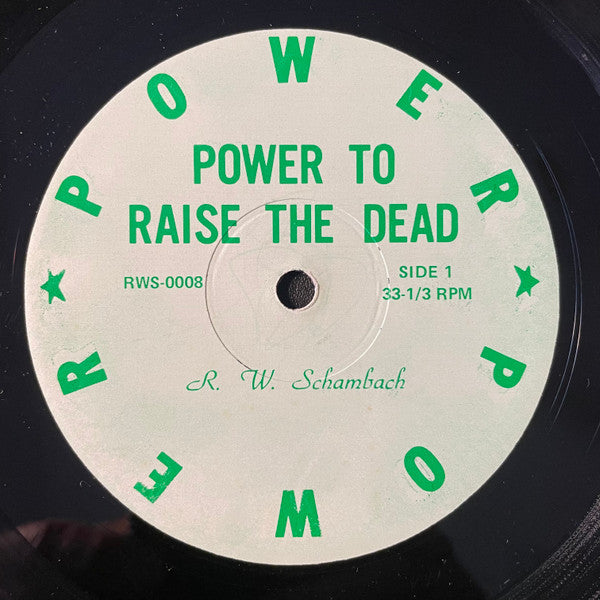 POWER
★
POWER
★
POWER TO
RAISE THE DEAD
RWS-0008
SIDE 1
33-1/3 RPM
R. W. Schambach